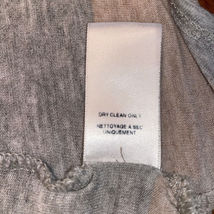 DRY CLEAN ONLY
NETTOYAGE A SEC
UNIQUEMENT